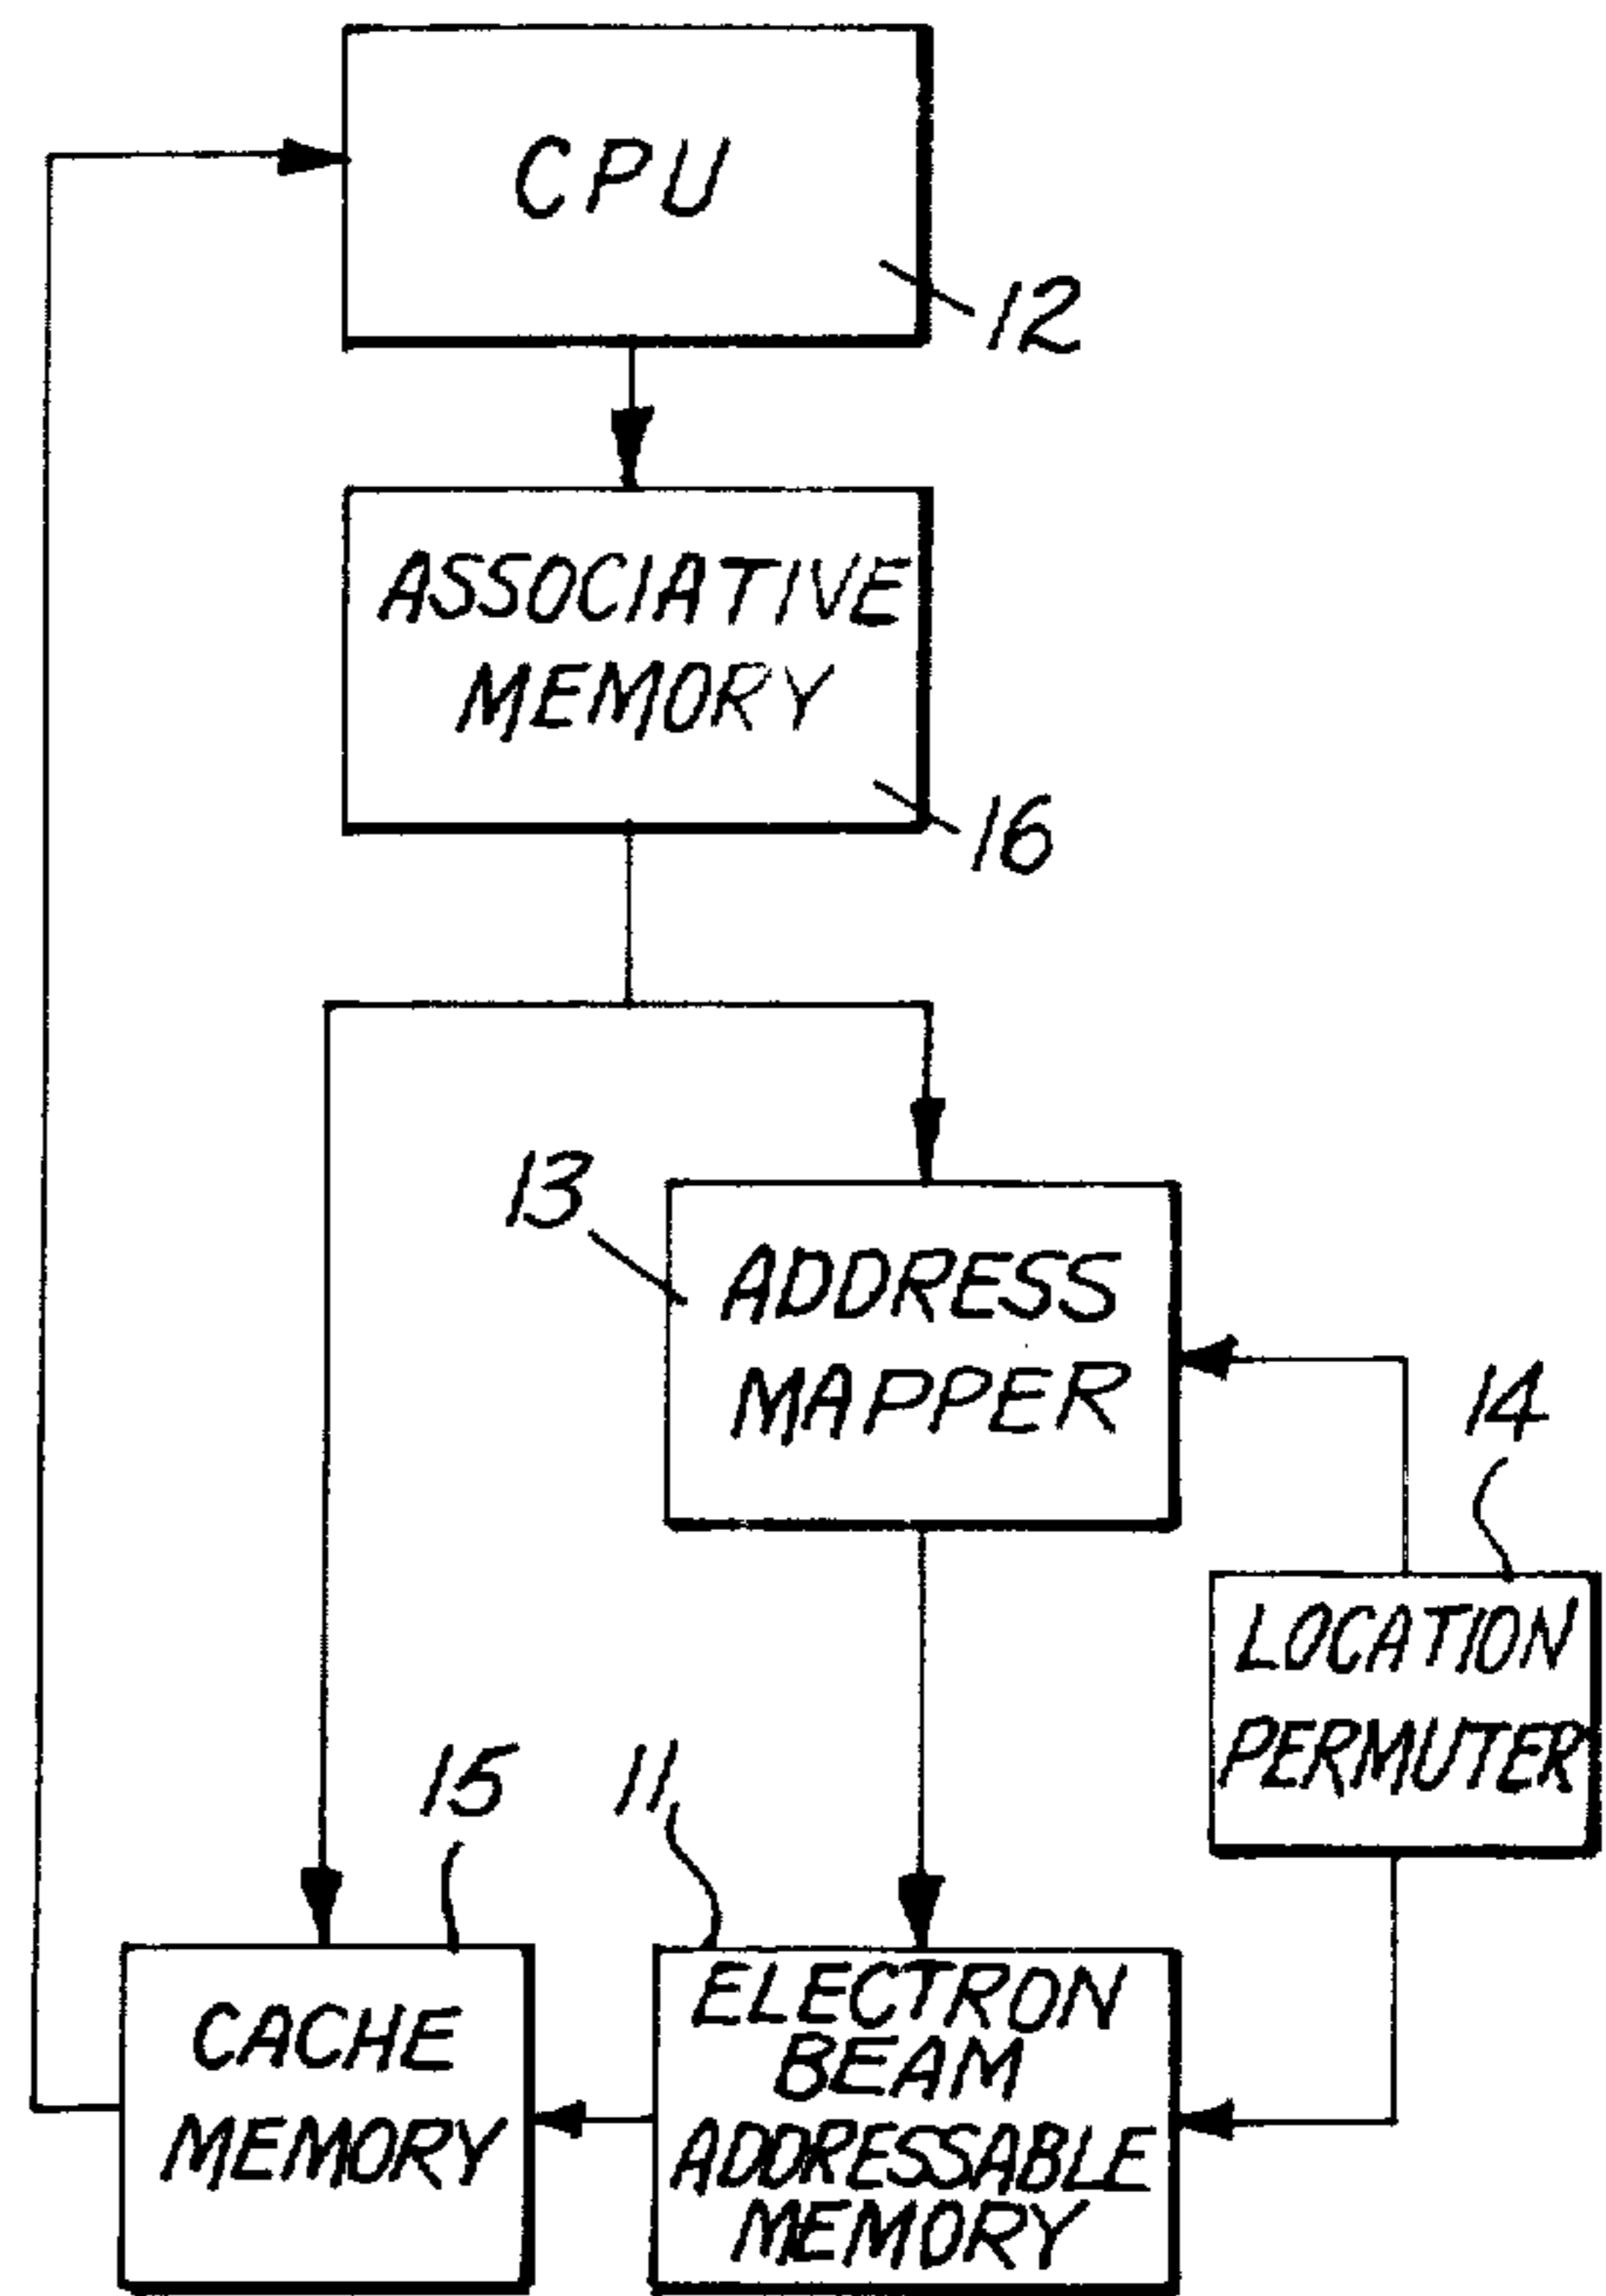 CPU
12
ASSOCIATIVE
MEMORY
16
13
ADDRESS
MAPPER
14
LOCATION
PERMUTER
15
11
CACHE
MEMORY
ELECTRON
BEAM
ADDRESSABLE
MEMORY